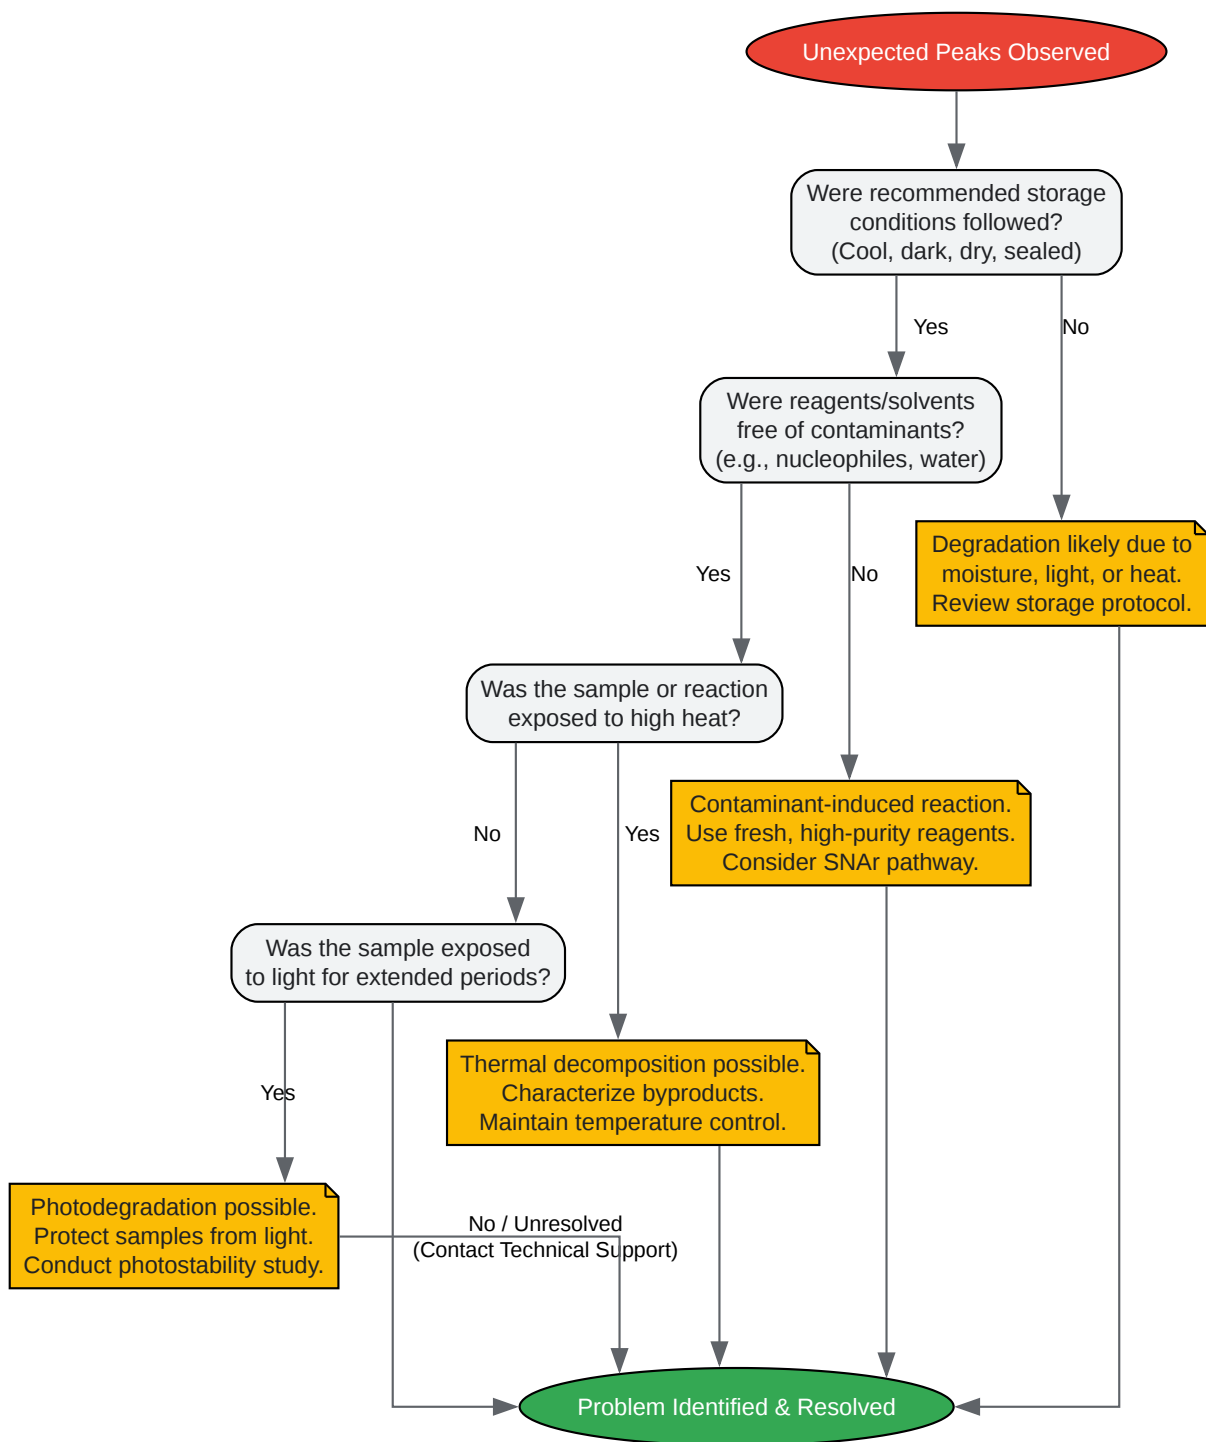 Unexpected Peaks Observed
Were recommended storage
conditions followed?
(Cool, dark, dry, sealed)
Yes
No
Were reagents/solvents
free of contaminants?
(e.g., nucleophiles, water)
Degradation likely due to
moisture, light, or heat.
Review storage protocol.
Yes
No
Was the sample or reaction
exposed to high heat?
Contaminant-induced reaction.
Use fresh, high-purity reagents.
Consider SNAr pathway.
No
Yes
Was the sample exposed
to light for extended periods?
Thermal decomposition possible.
Characterize byproducts.
Maintain temperature control.
Yes
Photodegradation possible.
Protect samples from light.
Conduct photostability study.
No / Unresolved
(Contact Technical Support)
Problem Identified & Resolved